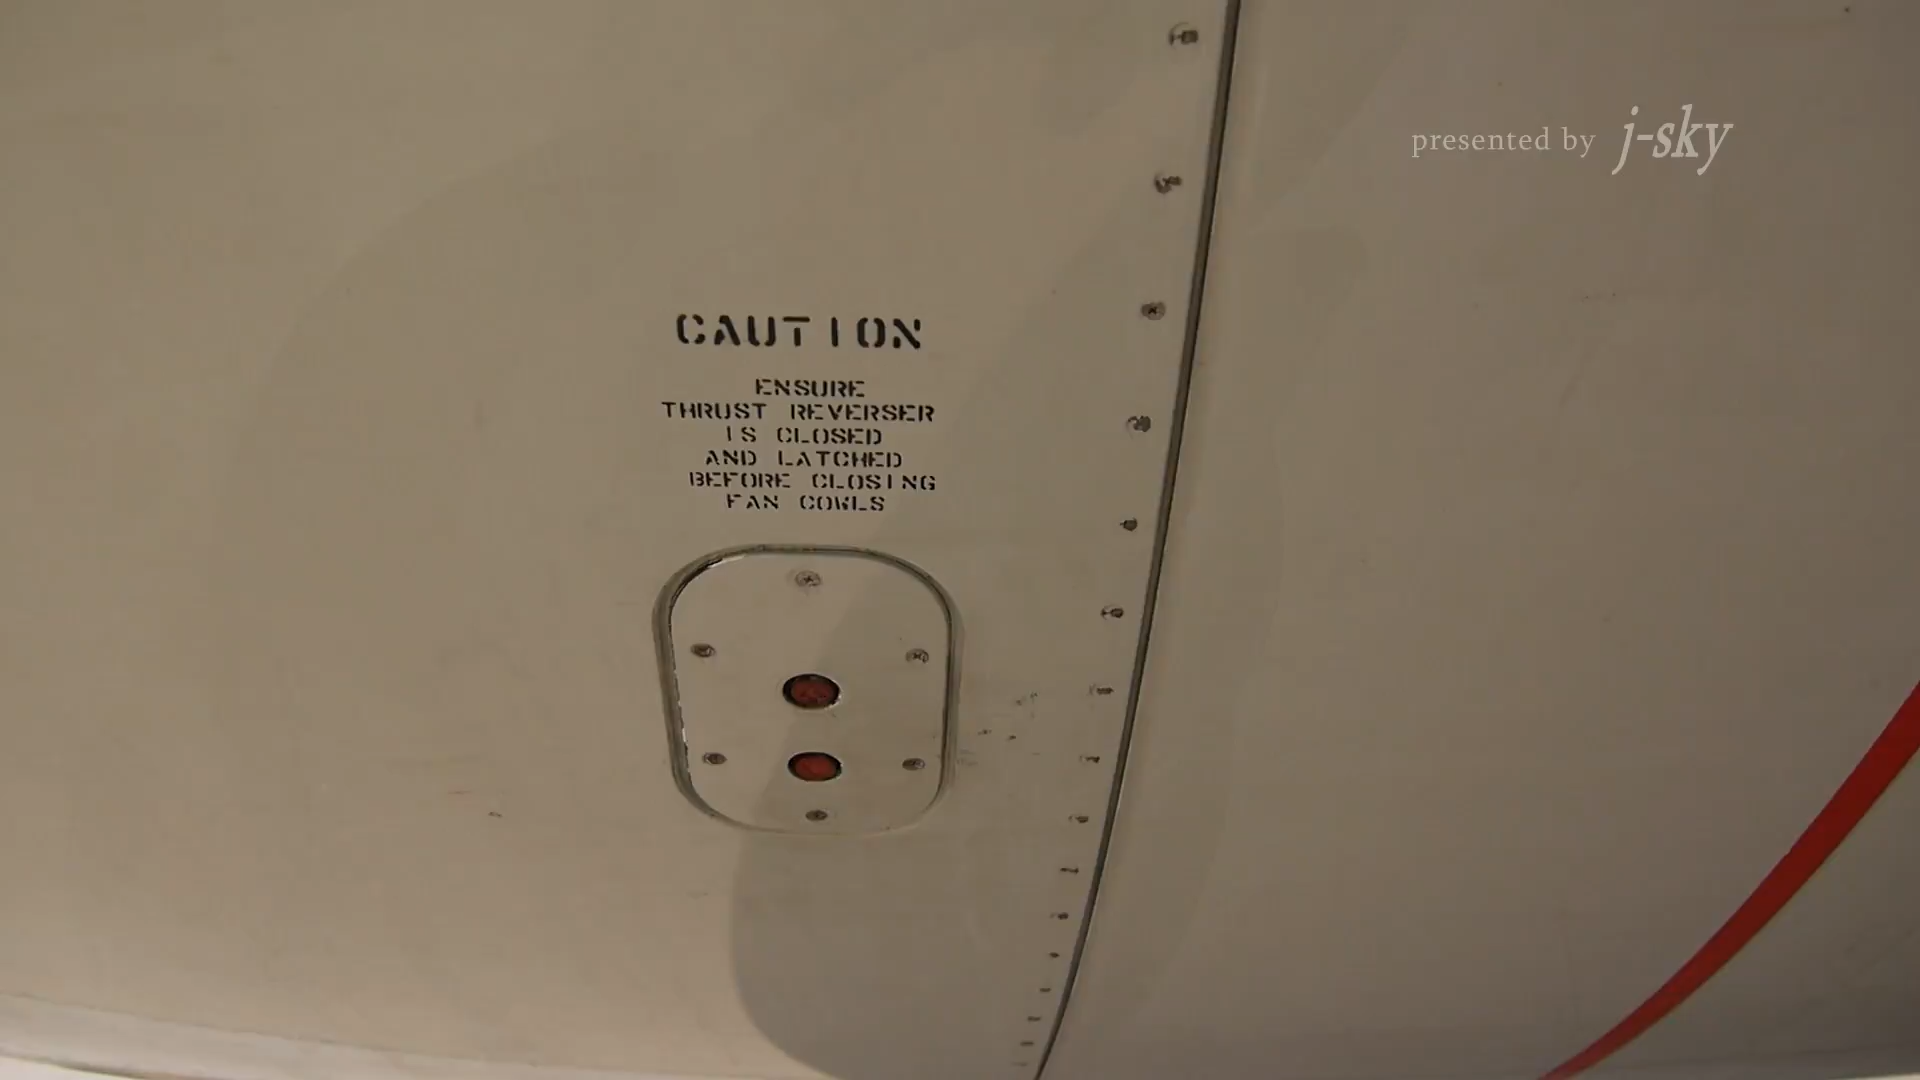 presented by j-sky
CAUTION
ENSURE
THRUST REVERSER
IS CLOSED
AND LATCHED
BEFORE CLOSING
FAN COWLS